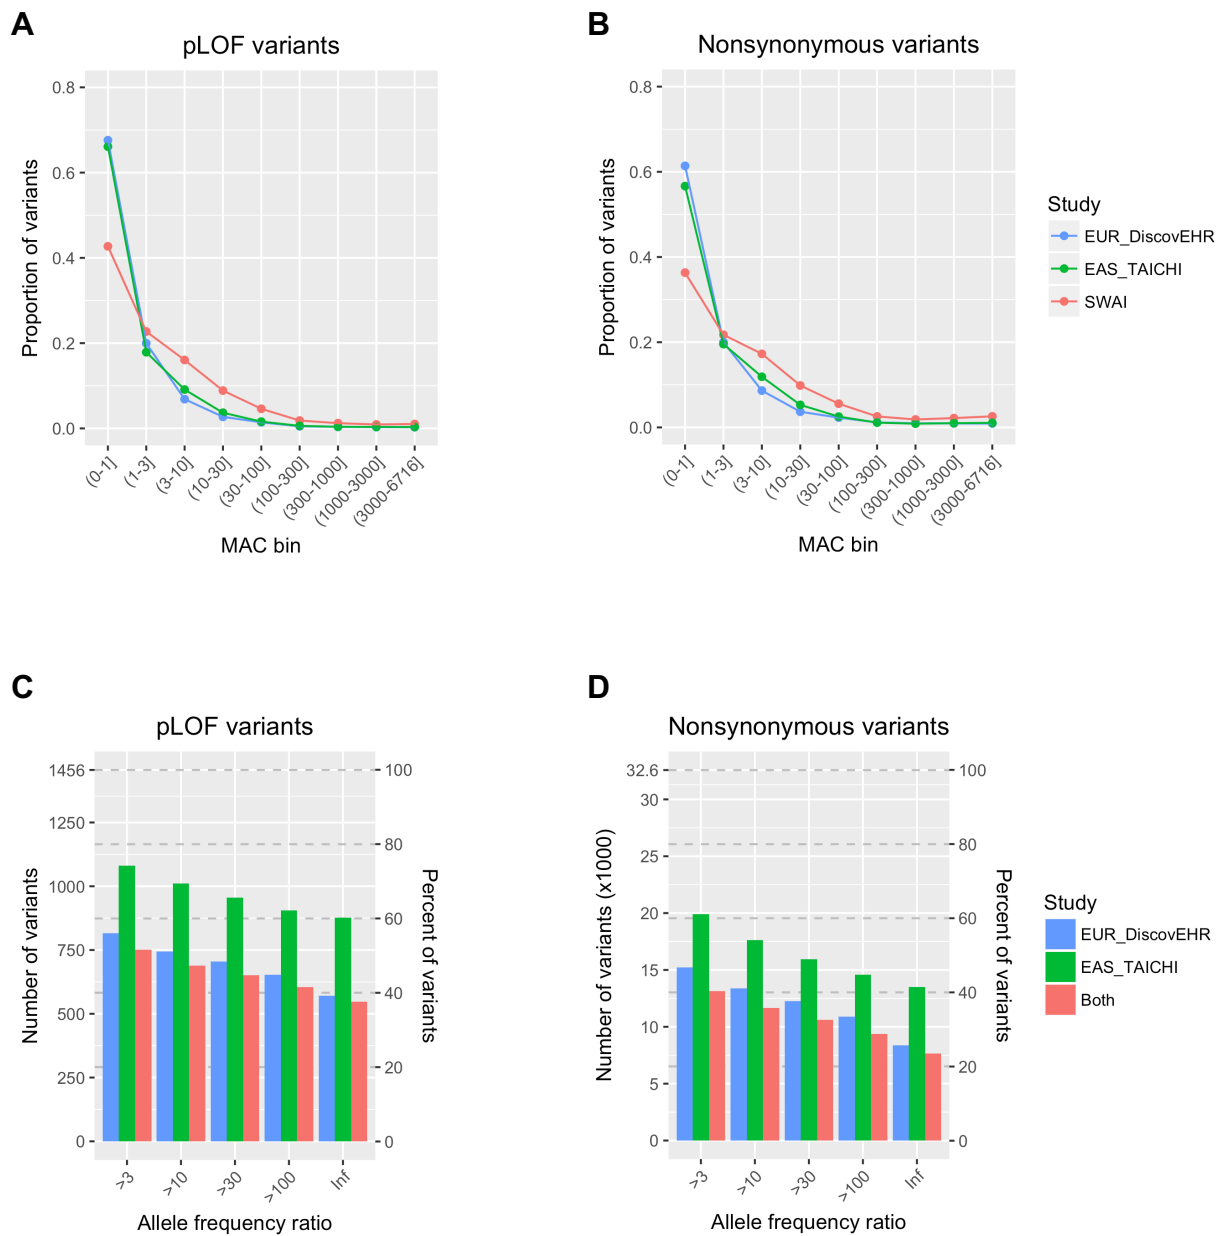 A
pLOF variants
0.8
0.6
0.4
0.2
0.0
Proportion of variants
(0-1]
(1-3]
(3-10]
(10-30]
(30-100]
(100-300]
(300-1000]
(1000-3000]
(3000-6716]
MAC bin
B
Nonsynonymous variants
0.8
0.6
0.4
0.2
0.0
Proportion of variants
(0-1]
(1-3]
(3-10]
(10-30]
(30-100]
(100-300]
(300-1000]
(1000-3000]
(3000-6716]
MAC bin
Study
EUR_DiscovEHR
EAS_TAICHI
SWAI
C
pLOF variants
1456
1250
1000
750
500
250
0
Number of variants
100
80
60
40
20
0
Percent of variants
>3
>10
>30
>100
Inf
Allele frequency ratio
D
Nonsynonymous variants
32.6
30
25
20
15
10
5
0
Number of variants (x1000)
100
80
60
40
20
0
Percent of variants
>3
>10
>30
>100
Inf
Allele frequency ratio
Study
EUR_DiscovEHR
EAS_TAICHI
Both